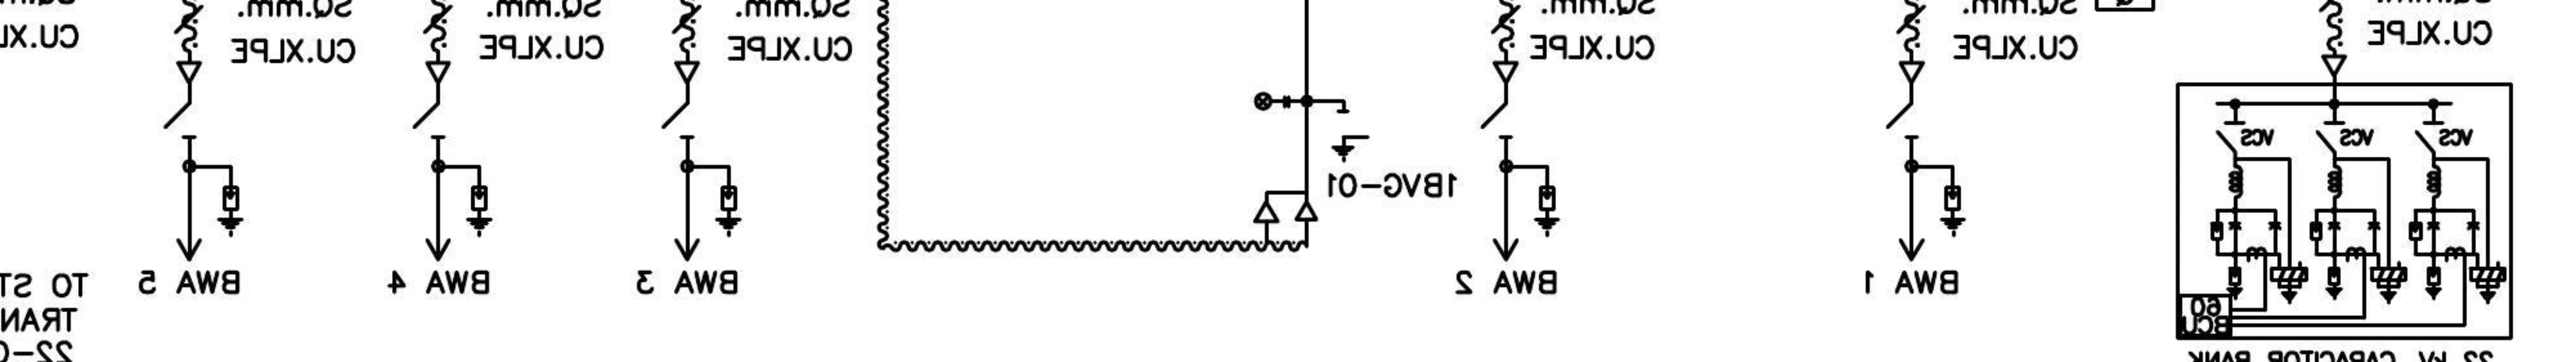 SQ.mm.
SQ.mm.
SQ.mm.
SQ.mm.
SQ.mm.
CU.XL
CU.XLPE
CU.XLPE
CU.XLPE
CU.XLPE
CU.XLPE
CU.XLPE
VCS
VCS
VCS
1BVG-01
TO ST
TRAN
22-0
BWA 5
BWA 4
BWA 3
BWA 2
BWA 1
60
BCU
22 kV CAPACITOR BANK